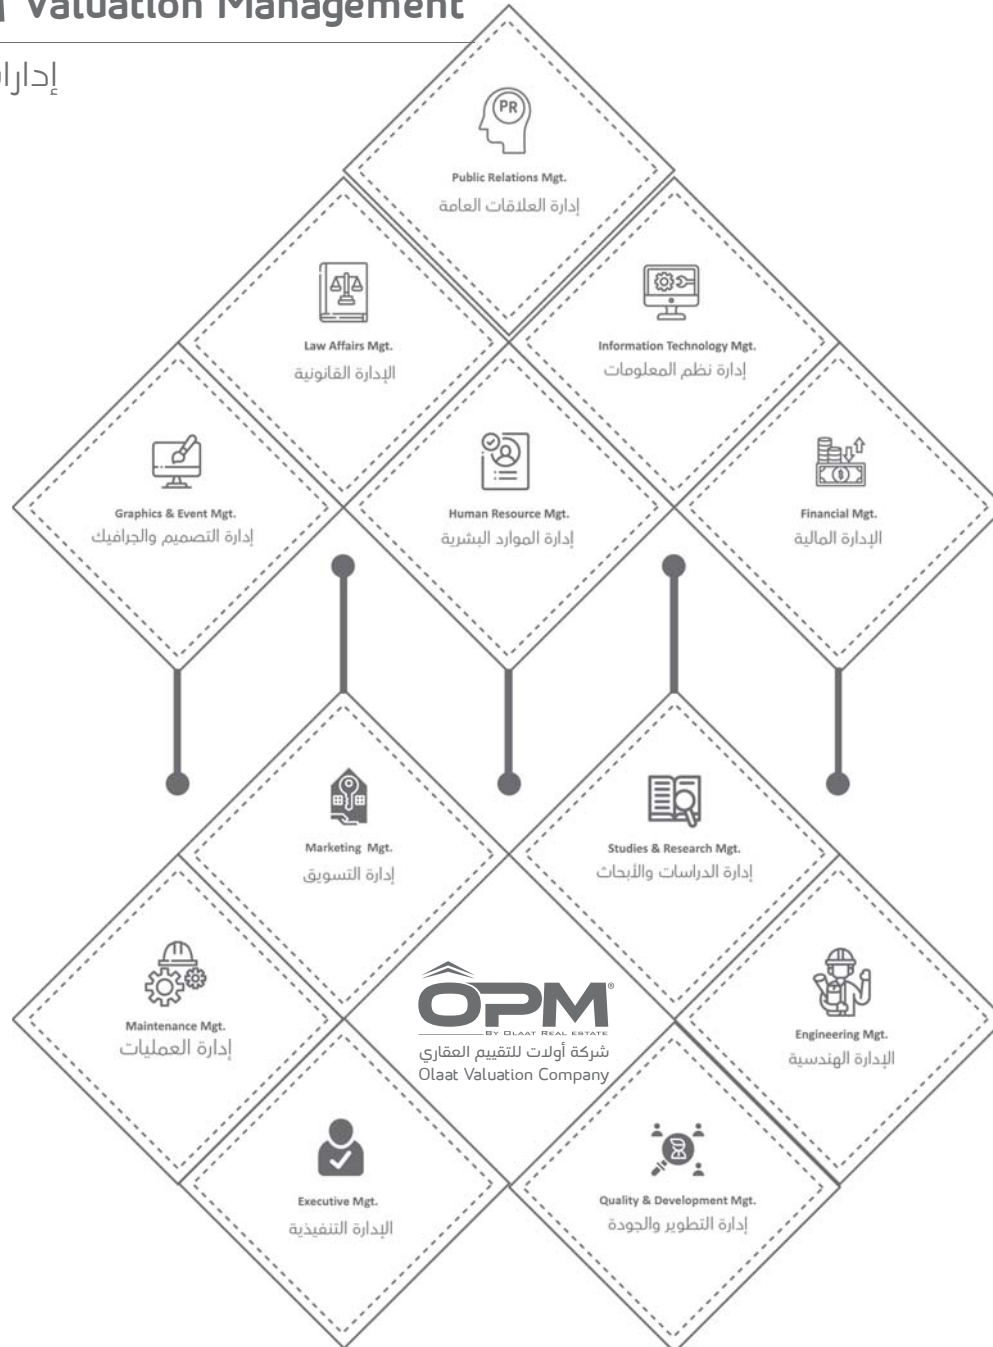 Valuation Management
PR
Public Relations Mgt.
إدارة العلاقات العامة
Law Affairs Mgt.
الإدارة القانونية
Information Technology Mgt.
إدارة نظم المعلومات
Graphics & Event Mgt.
إدارة التصميم والجرافيك
Human Resource Mgt.
إدارة الموارد البشرية
Financial Mgt.
الإدارة المالية
Marketing Mgt.
إدارة التسويق
Studies & Research Mgt.
إدارة الدراسات والأبحاث
Maintenance Mgt.
إدارة العمليات
OPM®
BY OLAAT REAL ESTATE
شركة أولات للتقييم العقاري
Olaat Valuation Company
Engineering Mgt.
الإدارة الهندسية
Executive Mgt.
الإدارة التنفيذية
Quality & Development Mgt.
إدارة التطوير والجودة